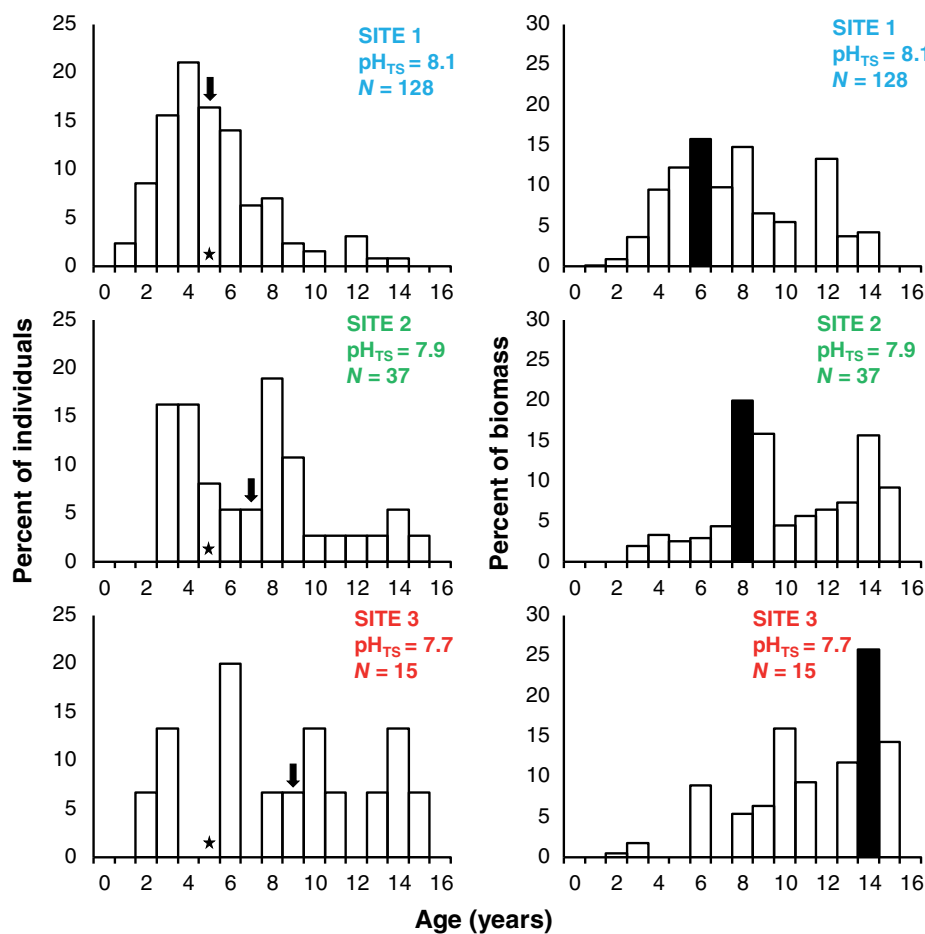 25
20
15
10
5
0
0 2 4 6 8 10 12 14 16
SITE 1
pHTS = 8.1
N = 128
30
25
20
15
10
5
0
0 2 4 6 8 10 12 14 16
SITE 1
pHTS = 8.1
N = 128
Percent of individuals
25
20
15
10
5
0
0 2 4 6 8 10 12 14 16
SITE 2
pHTS = 7.9
N = 37
Percent of biomass
30
25
20
15
10
5
0
0 2 4 6 8 10 12 14 16
SITE 2
pHTS = 7.9
N = 37
25
20
15
10
5
0
0 2 4 6 8 10 12 14 16
SITE 3
pHTS = 7.7
N = 15
30
25
20
15
10
5
0
0 2 4 6 8 10 12 14 16
SITE 3
pHTS = 7.7
N = 15
Age (years)